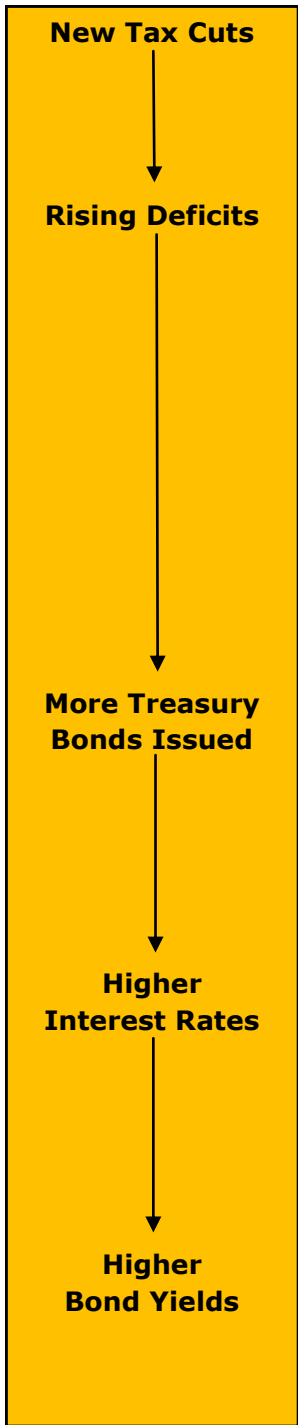 New Tax Cuts
Rising Deficits
More Treasury
Bonds Issued
Higher
Interest Rates
Higher
Bond Yields